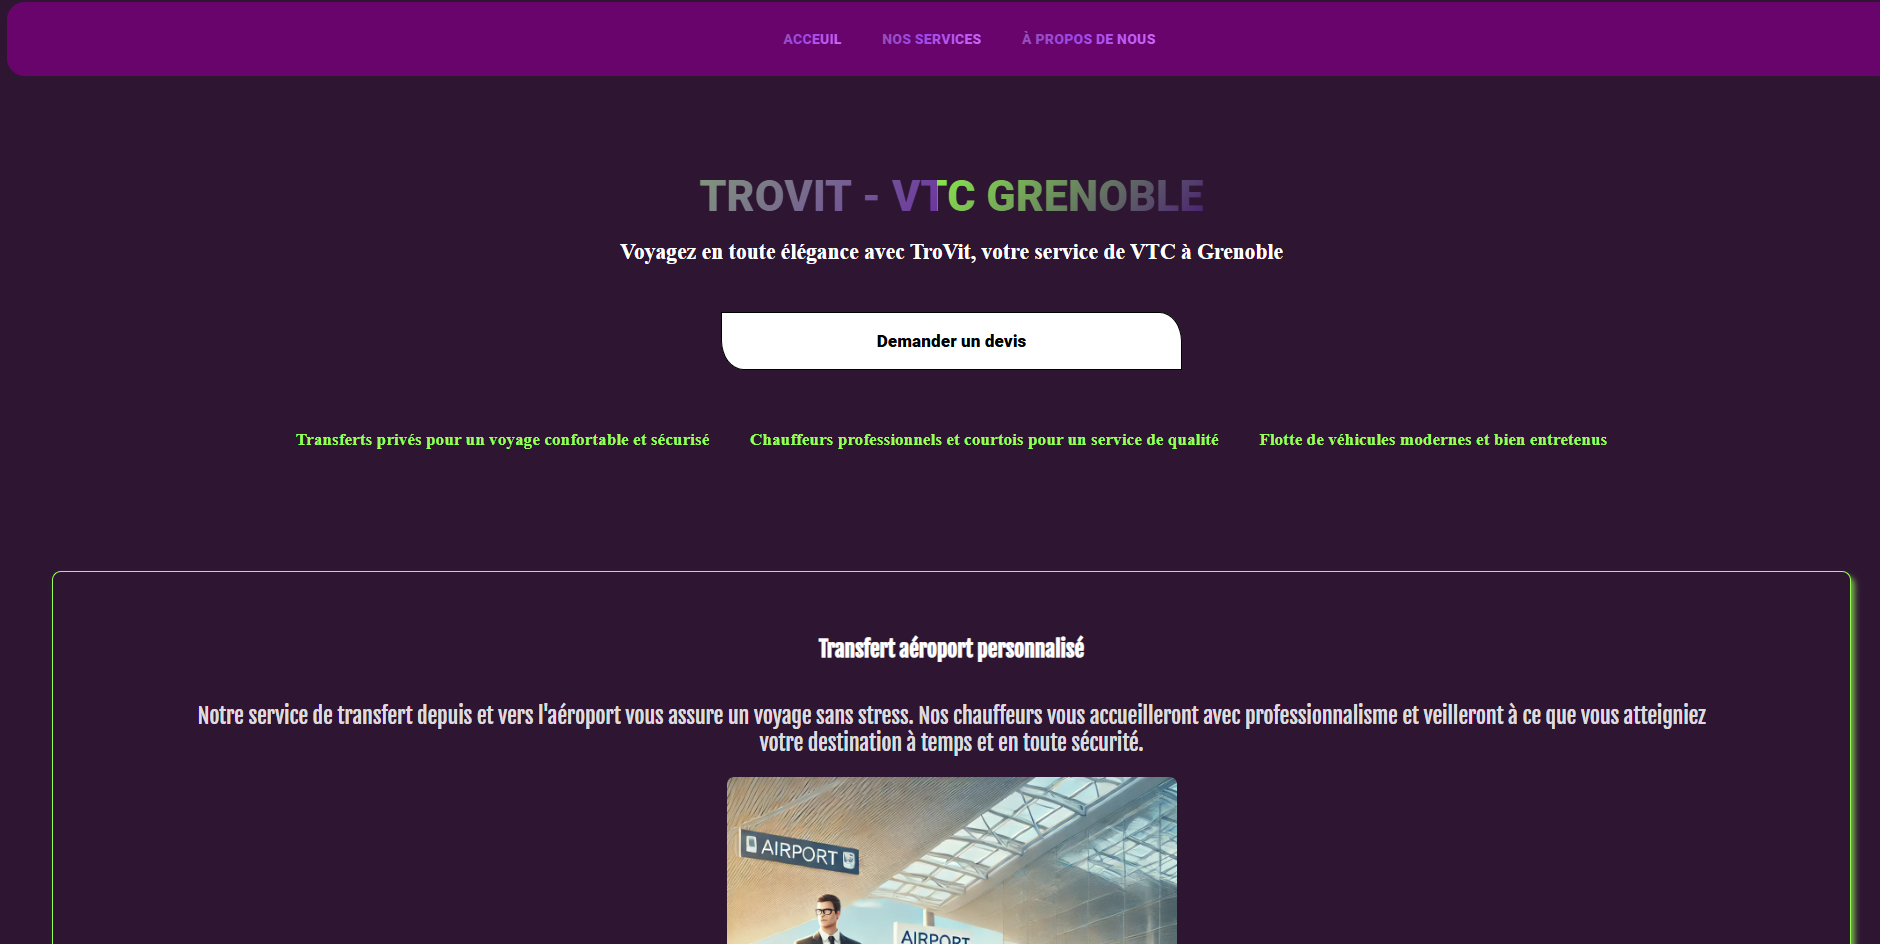 ACCEUIL NOS SERVICES À PROPOS DE NOUS
TROVIT - VTC GRENOBLE
Voyagez en toute élégance avec TroVit, votre service de VTC à Grenoble
Demander un devis
Transferts privés pour un voyage confortable et sécurisé Chauffeurs professionnels et courtois pour un service de qualité Flotte de véhicules modernes et bien entretenus
Transfert aéroport personnalisé
Notre service de transfert depuis et vers l'aéroport vous assure un voyage sans stress. Nos chauffeurs vous accueilleront avec professionnalisme et veilleront à ce que vous atteigniez
votre destination à temps et en toute sécurité.
AIRPORT
AIRPORT